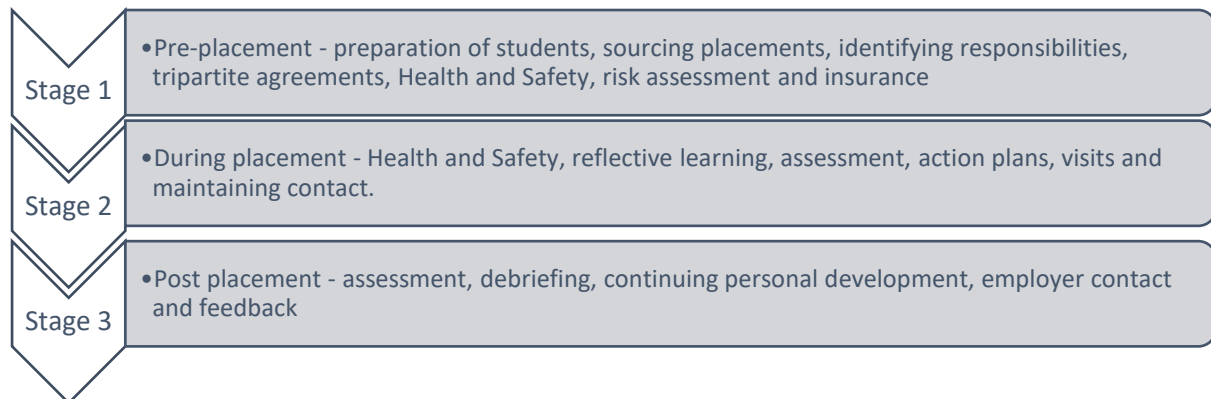 Stage 1
•Pre-placement - preparation of students, sourcing placements, identifying responsibilities,
tripartite agreements, Health and Safety, risk assessment and insurance
Stage 2
•During placement - Health and Safety, reflective learning, assessment, action plans, visits and
maintaining contact.
Stage 3
•Post placement - assessment, debriefing, continuing personal development, employer contact
and feedback